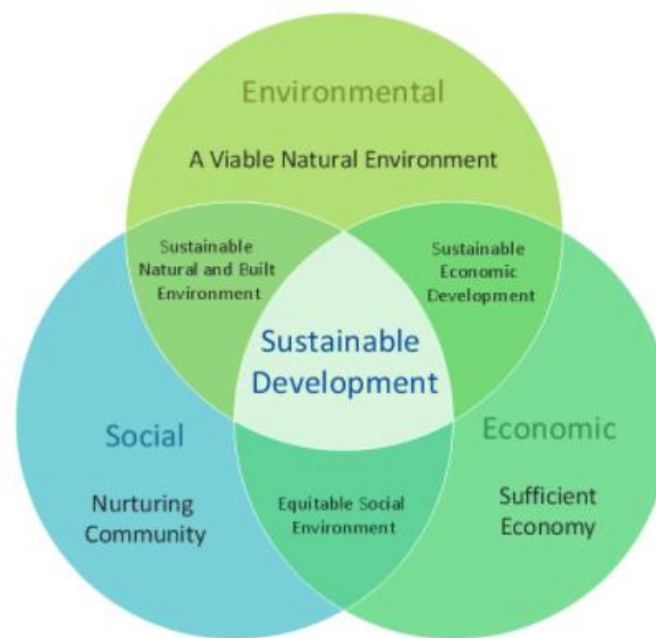 Environmental
A Viable Natural Environment
Sustainable
Natural and Built
Environment
Sustainable
Economic
Development
Sustainable
Development
Social
Nurturing
Community
Equitable Social
Environment
Economic
Sufficient
Economy